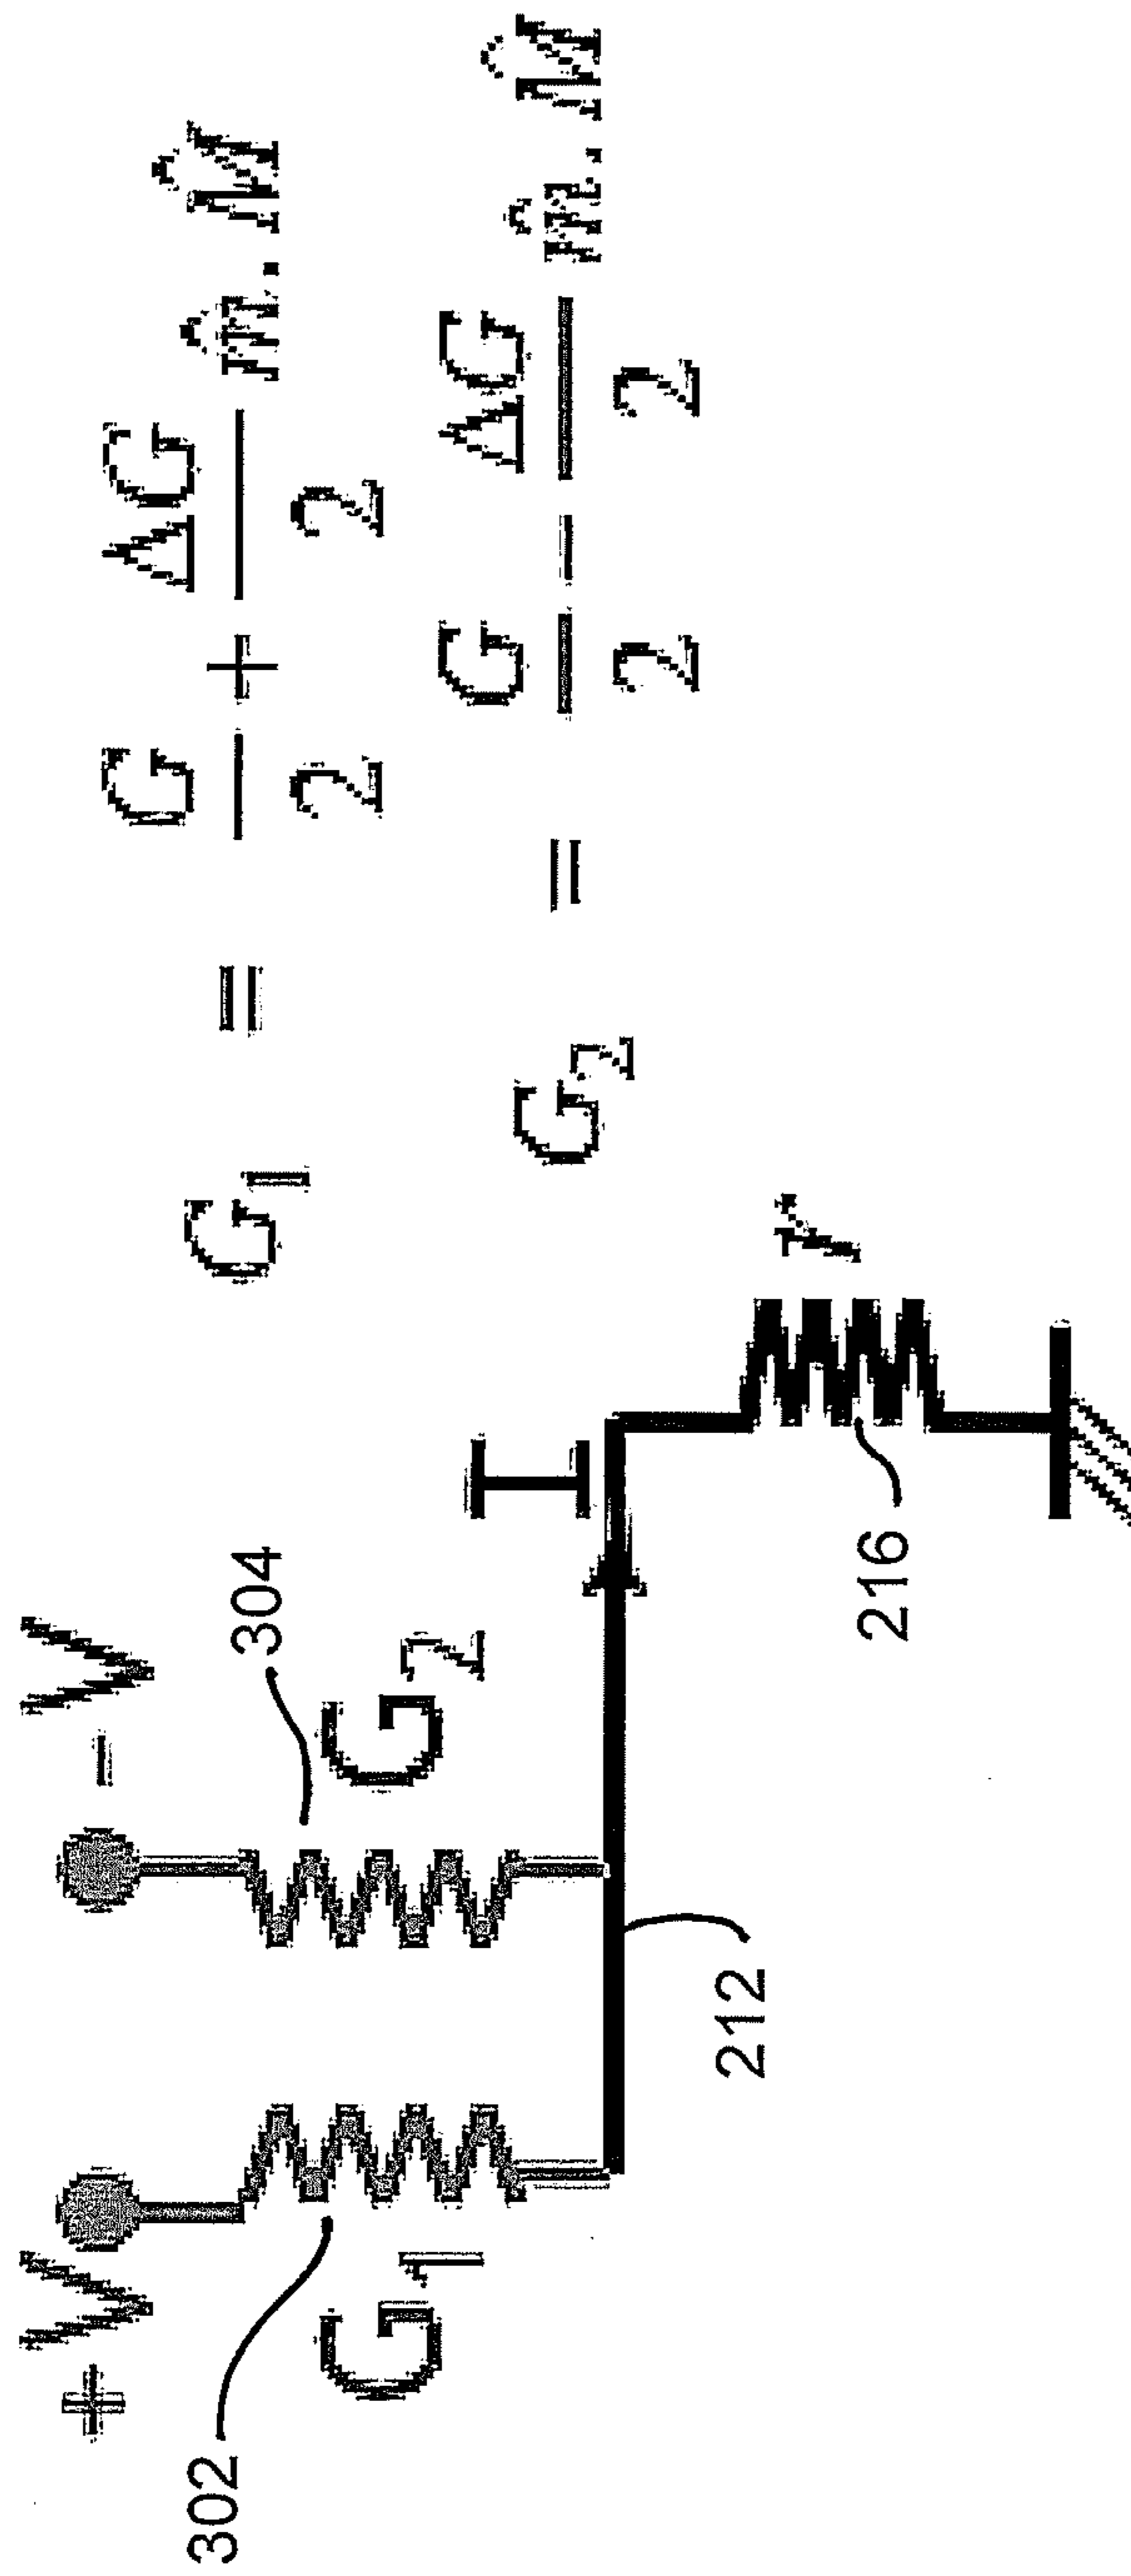 +V
−V
302
304
G₁
G₂
I
212
216
r
G₁ = G/2 + ΔG/2 m̂.M̂
G₂ = G/2 − ΔG/2 m̂.M̂